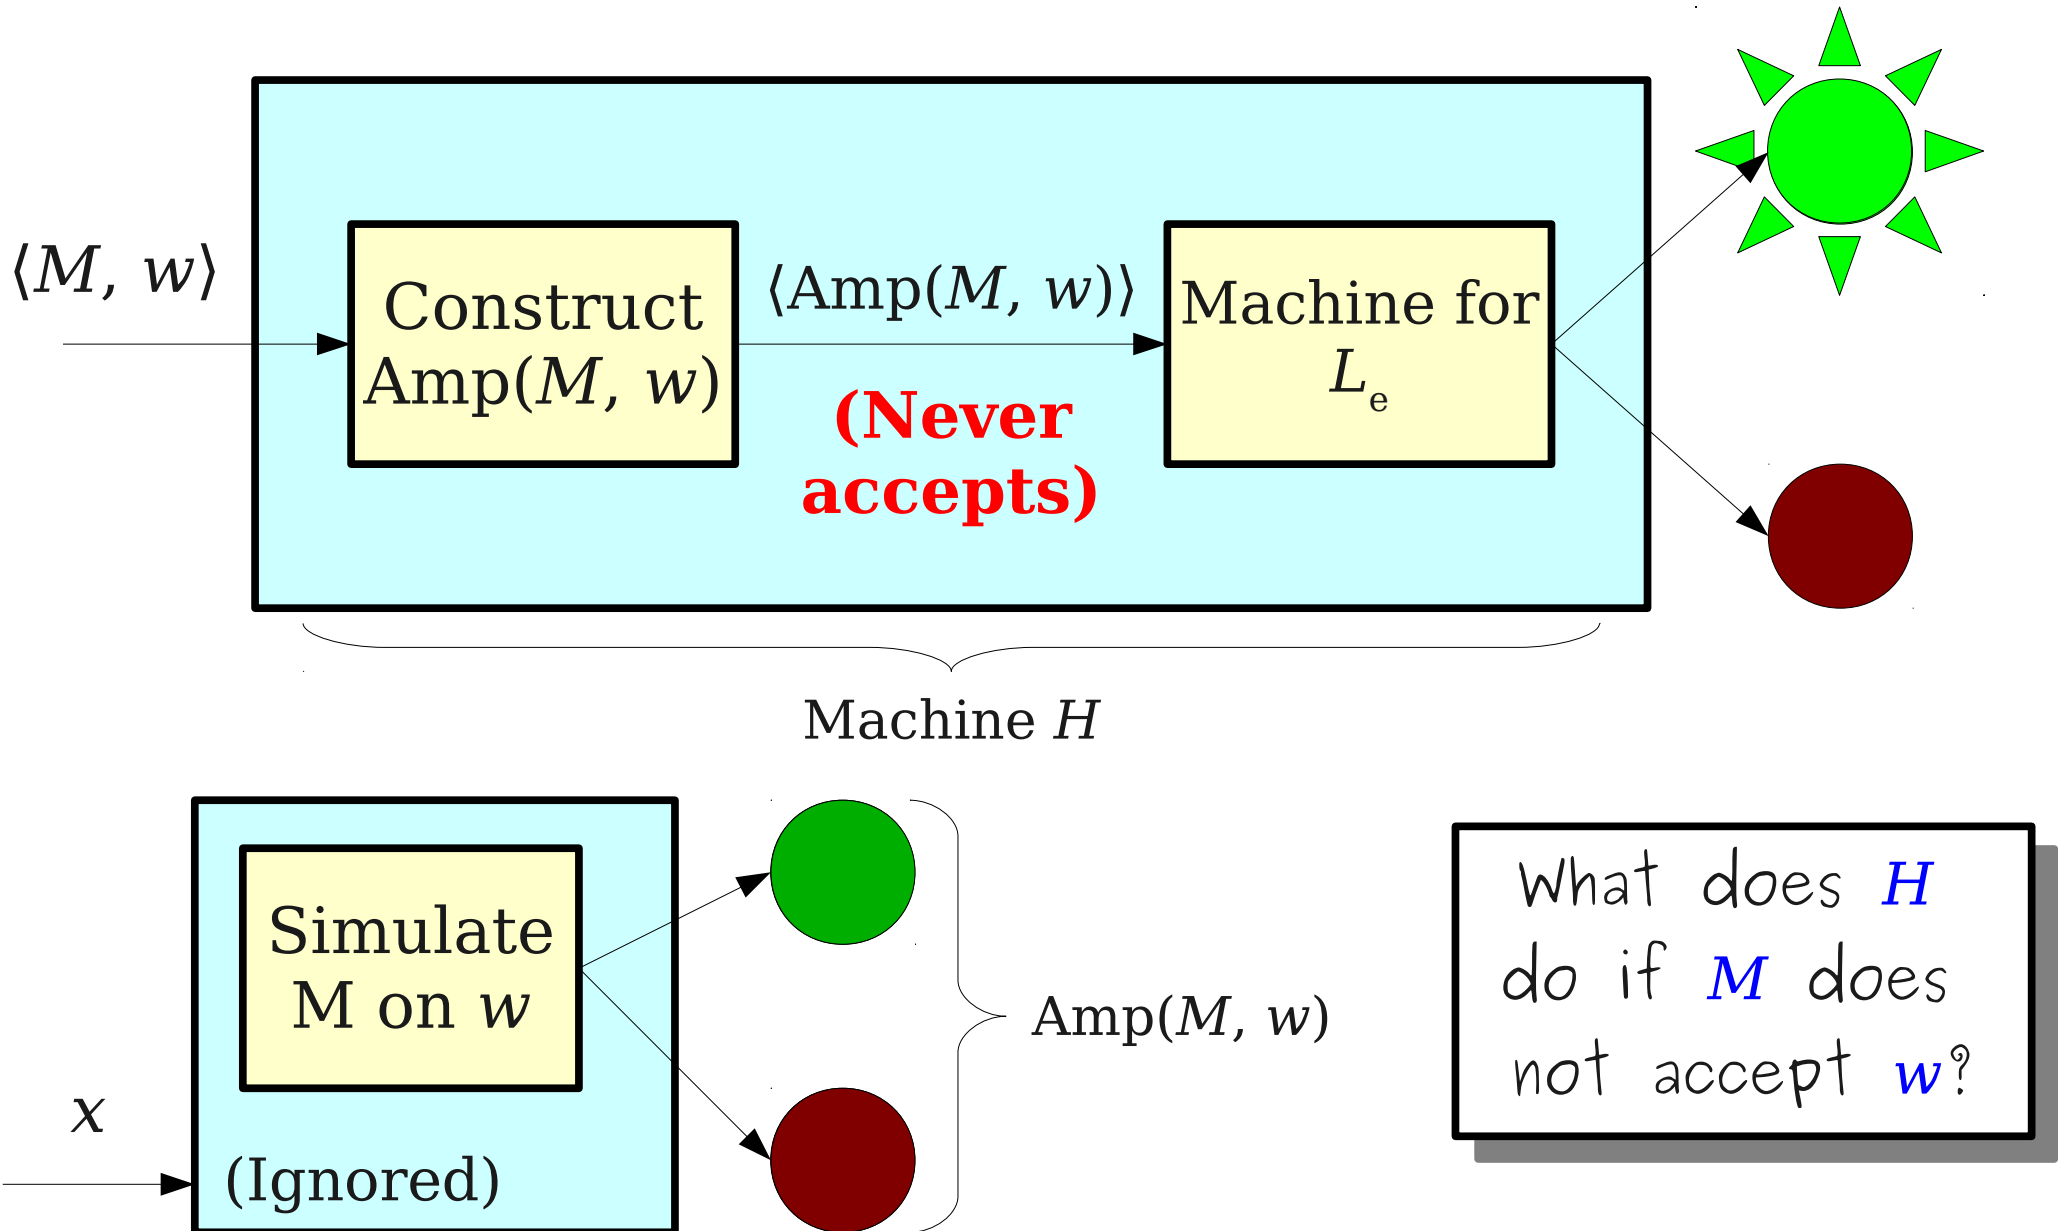 ⟨M, w⟩
Construct
Amp(M, w)
⟨Amp(M, w)⟩
(Never
accepts)
Machine for
Lₑ
Machine H
Simulate
M on w
x
(Ignored)
Amp(M, w)
What does H
do if M does
not accept w?